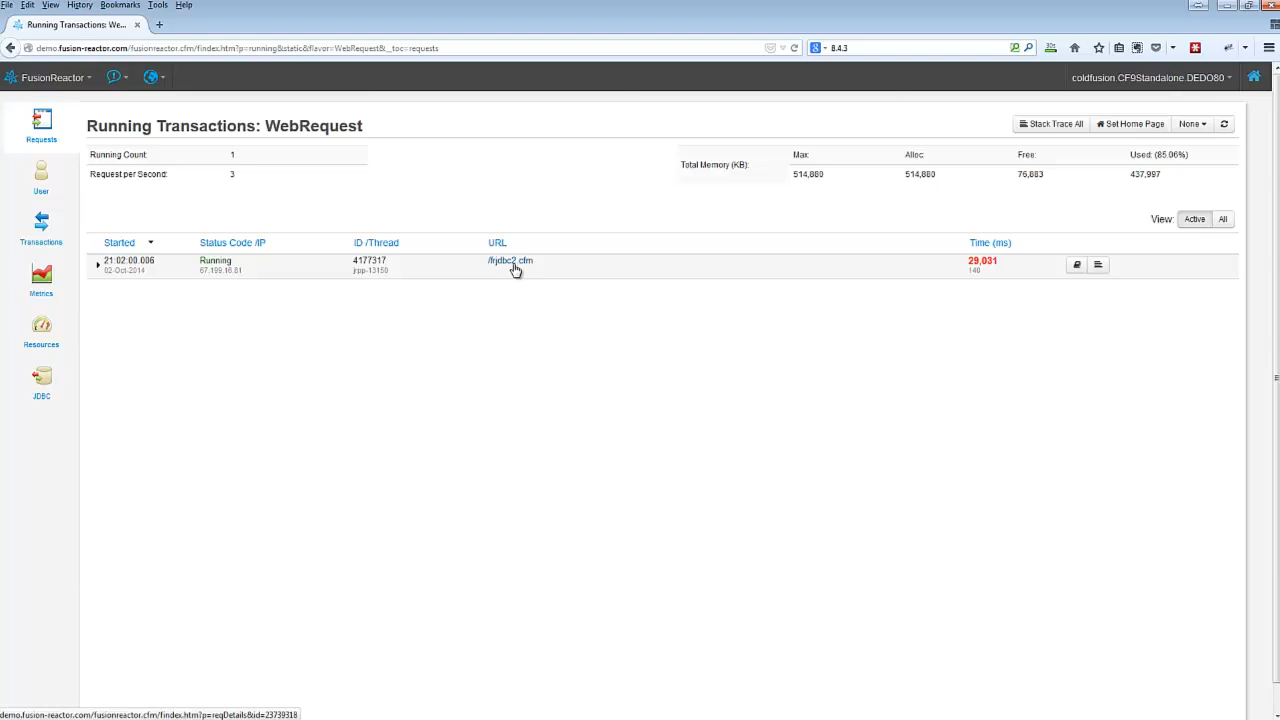 File Edit View History Bookmarks Tools Help
Running Transactions: We...
demo.fusion-reactor.com/fusionreactor.cfm/findex.htm?p=running&static&flavor=WebRequest&_toc=requests
8.4.3
FusionReactor
coldfusion.CF9Standalone.DEDO80
Requests
User
Transactions
Metrics
Resources
JDBC
Running Transactions: WebRequest
Stack Trace All Set Home Page None
Running Count: 1
Request per Second: 3
Total Memory (KB):
Max: Alloc: Free: Used: (85.06%)
514,880 514,880 76,883 437,997
View: Active All
Started Status Code /IP ID /Thread URL Time (ms)
21:02:00.006 Running 4177317 /frjdbc2.cfm 29,031
02-Oct-2014 67.199.16.81 jrpp-13150 140
demo.fusion-reactor.com/fusionreactor.cfm/findex.htm?p=reqDetails&id=23739318